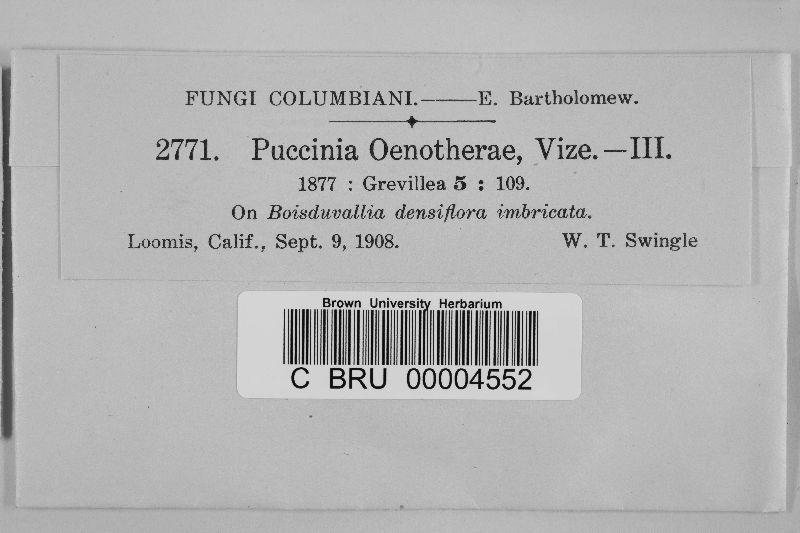 FUNGI COLUMBIANI.——E. Bartholomew.
2771. Puccinia Oenotherae, Vize.—III.
1877 : Grevillea 5 : 109.
On Boisduvallia densiflora imbricata.
Loomis, Calif., Sept. 9, 1908. W. T. Swingle
Brown University Herbarium
C BRU 00004552